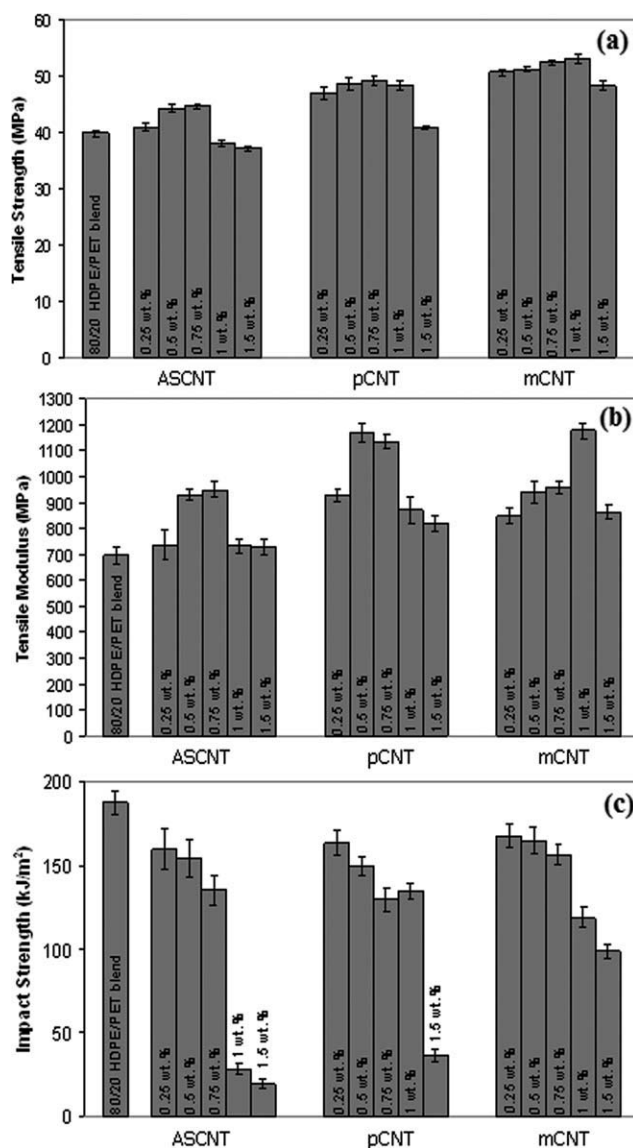 (a)
Tensile Strength (MPa)
60
50
40
30
20
10
0
80/20 HDPE/PET blend
0.25 wt.%
0.5 wt.%
0.75 wt.%
1 wt.%
1.5 wt.%
0.25 wt.%
0.5 wt.%
0.75 wt.%
1 wt.%
1.5 wt.%
0.25 wt.%
0.5 wt.%
0.75 wt.%
1 wt.%
1.5 wt.%
ASCNT pCNT mCNT
(b)
Tensile Modulus (MPa)
1300
1200
1100
1000
900
800
700
600
500
400
300
200
100
0
80/20 HDPE/PET blend
0.25 wt.%
0.5 wt.%
0.75 wt.%
1 wt.%
1.5 wt.%
0.25 wt.%
0.5 wt.%
0.75 wt.%
1 wt.%
1.5 wt.%
0.25 wt.%
0.5 wt.%
0.75 wt.%
1 wt.%
1.5 wt.%
ASCNT pCNT mCNT
(c)
Impact Strength (kJ/m²)
200
150
100
50
0
80/20 HDPE/PET blend
0.25 wt.%
0.5 wt.%
0.75 wt.%
1 wt.%
1.5 wt.%
0.25 wt.%
0.5 wt.%
0.75 wt.%
1 wt.%
1.5 wt.%
0.25 wt.%
0.5 wt.%
0.75 wt.%
1 wt.%
1.5 wt.%
ASCNT pCNT mCNT